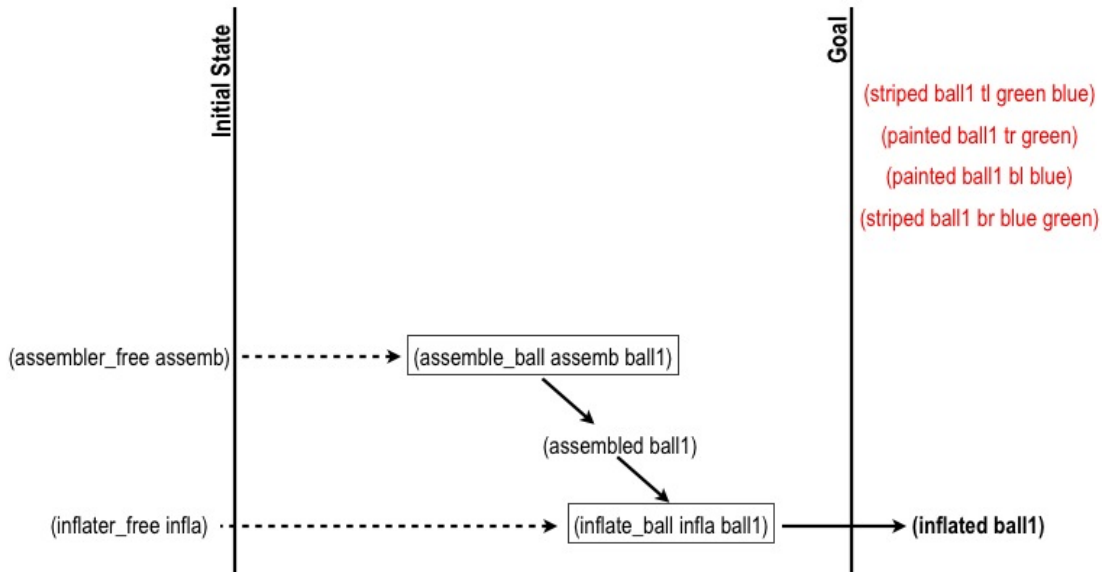 Initial State
Goal
(striped ball1 tl green blue)
(painted ball1 tr green)
(painted ball1 bl blue)
(striped ball1 br blue green)
(assembler_free assemb)
(assemble_ball assemb ball1)
(assembled ball1)
(inflater_free infla)
(inflate_ball infla ball1)
(inflated ball1)